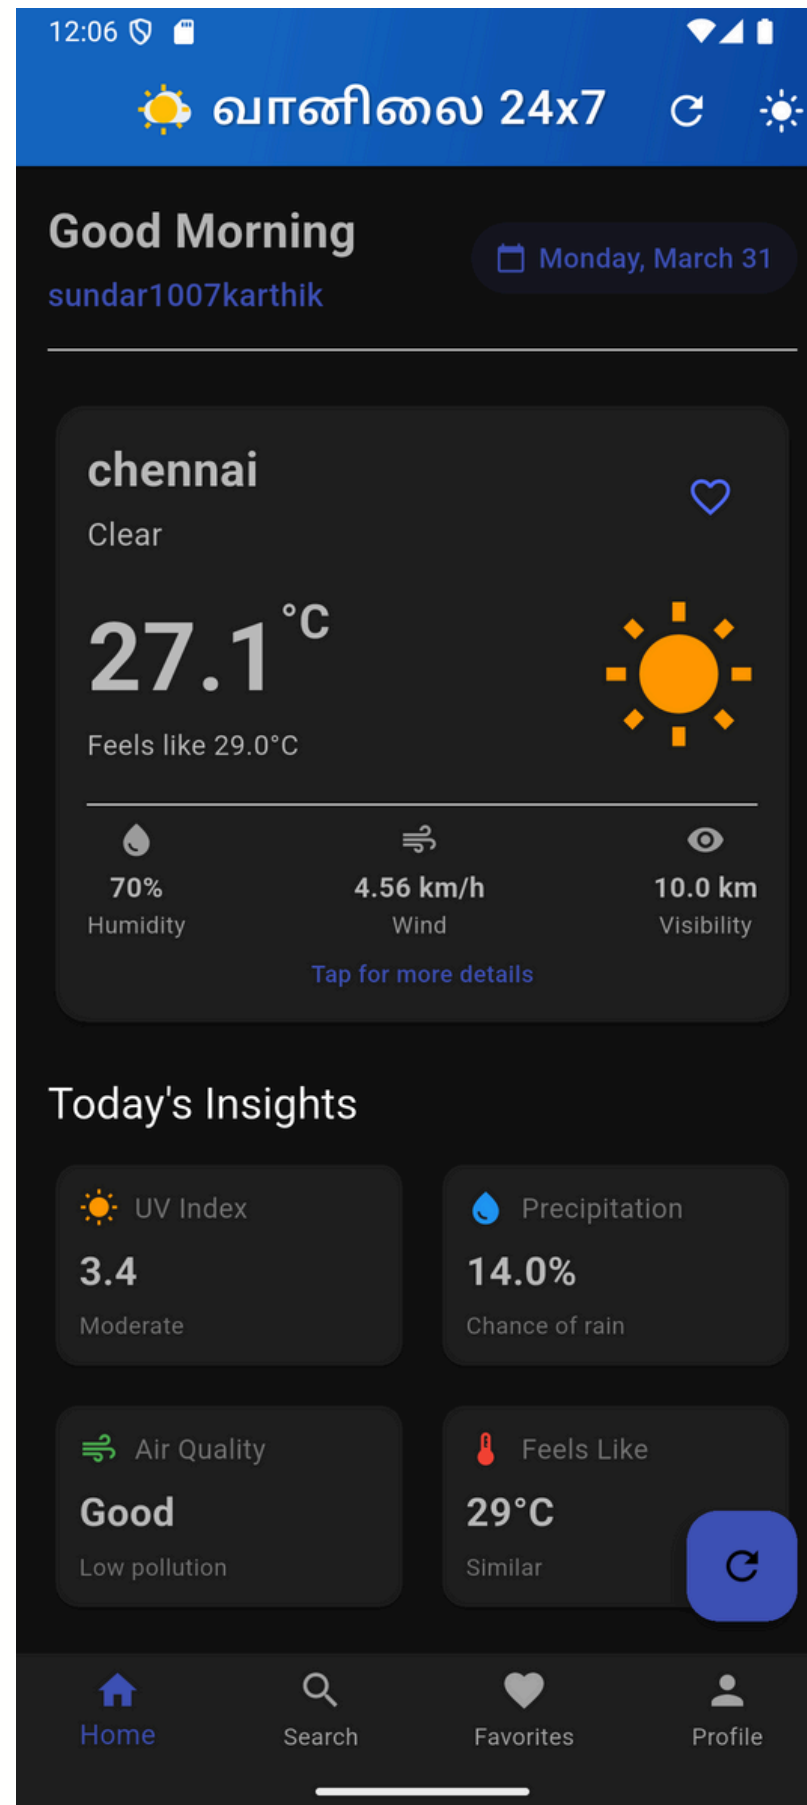 12:06
வானிலை 24x7
Good Morning
Monday, March 31
sundar1007karthik
chennai
Clear
27.1 °C
Feels like 29.0°C
70% 4.56 km/h 10.0 km
Humidity Wind Visibility
Tap for more details
Today's Insights
UV Index Precipitation
3.4 14.0%
Moderate Chance of rain
Air Quality Feels Like
Good 29°C
Low pollution Similar
Home Search Favorites Profile